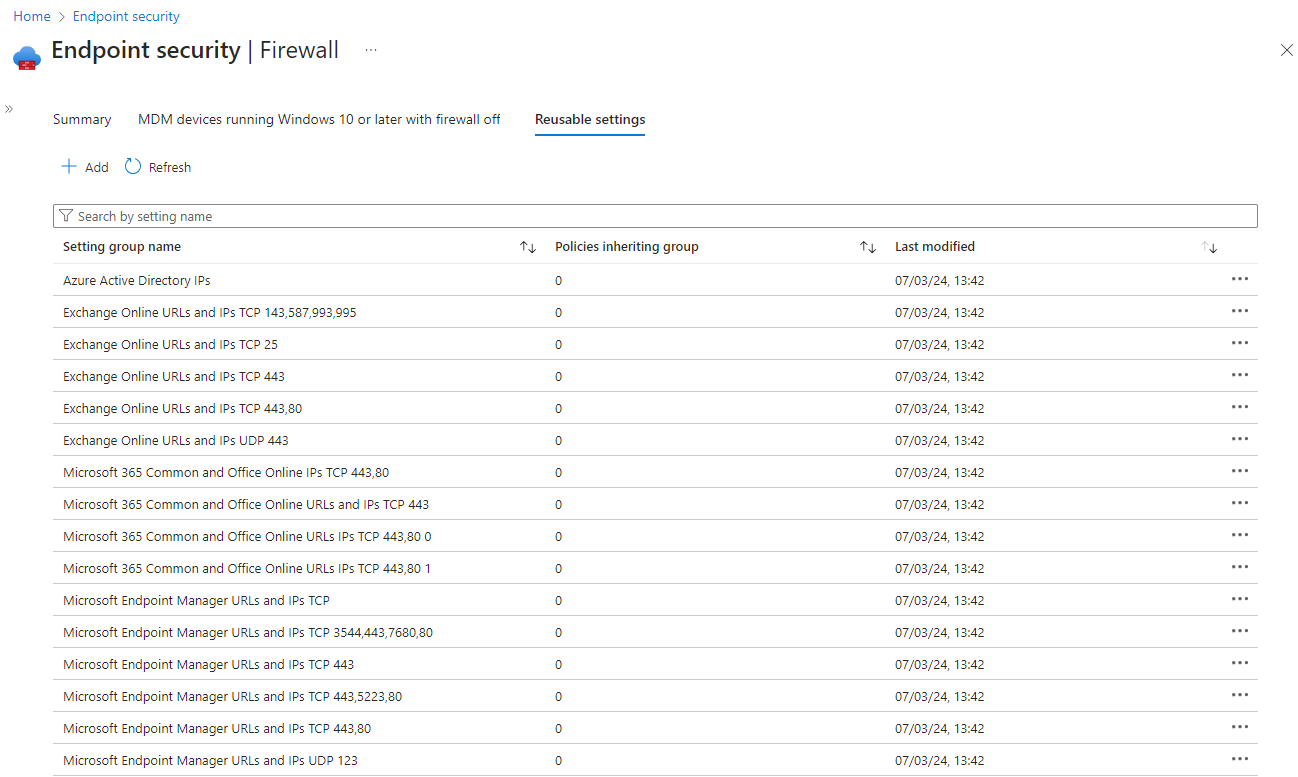 Home > Endpoint security
Endpoint security | Firewall ...
»
Summary MDM devices running Windows 10 or later with firewall off Reusable settings
+ Add Refresh
Search by setting name
Setting group name ↑↓ Policies inheriting group ↑↓ Last modified ↑↓
Azure Active Directory IPs 0 07/03/24, 13:42 ...
Exchange Online URLs and IPs TCP 143,587,993,995 0 07/03/24, 13:42 ...
Exchange Online URLs and IPs TCP 25 0 07/03/24, 13:42 ...
Exchange Online URLs and IPs TCP 443 0 07/03/24, 13:42 ...
Exchange Online URLs and IPs TCP 443,80 0 07/03/24, 13:42 ...
Exchange Online URLs and IPs UDP 443 0 07/03/24, 13:42 ...
Microsoft 365 Common and Office Online IPs TCP 443,80 0 07/03/24, 13:42 ...
Microsoft 365 Common and Office Online URLs and IPs TCP 443 0 07/03/24, 13:42 ...
Microsoft 365 Common and Office Online URLs IPs TCP 443,80 0 0 07/03/24, 13:42 ...
Microsoft 365 Common and Office Online URLs IPs TCP 443,80 1 0 07/03/24, 13:42 ...
Microsoft Endpoint Manager URLs and IPs TCP 0 07/03/24, 13:42 ...
Microsoft Endpoint Manager URLs and IPs TCP 3544,443,7680,80 0 07/03/24, 13:42 ...
Microsoft Endpoint Manager URLs and IPs TCP 443 0 07/03/24, 13:42 ...
Microsoft Endpoint Manager URLs and IPs TCP 443,5223,80 0 07/03/24, 13:42 ...
Microsoft Endpoint Manager URLs and IPs TCP 443,80 0 07/03/24, 13:42 ...
Microsoft Endpoint Manager URLs and IPs UDP 123 0 07/03/24, 13:42 ...